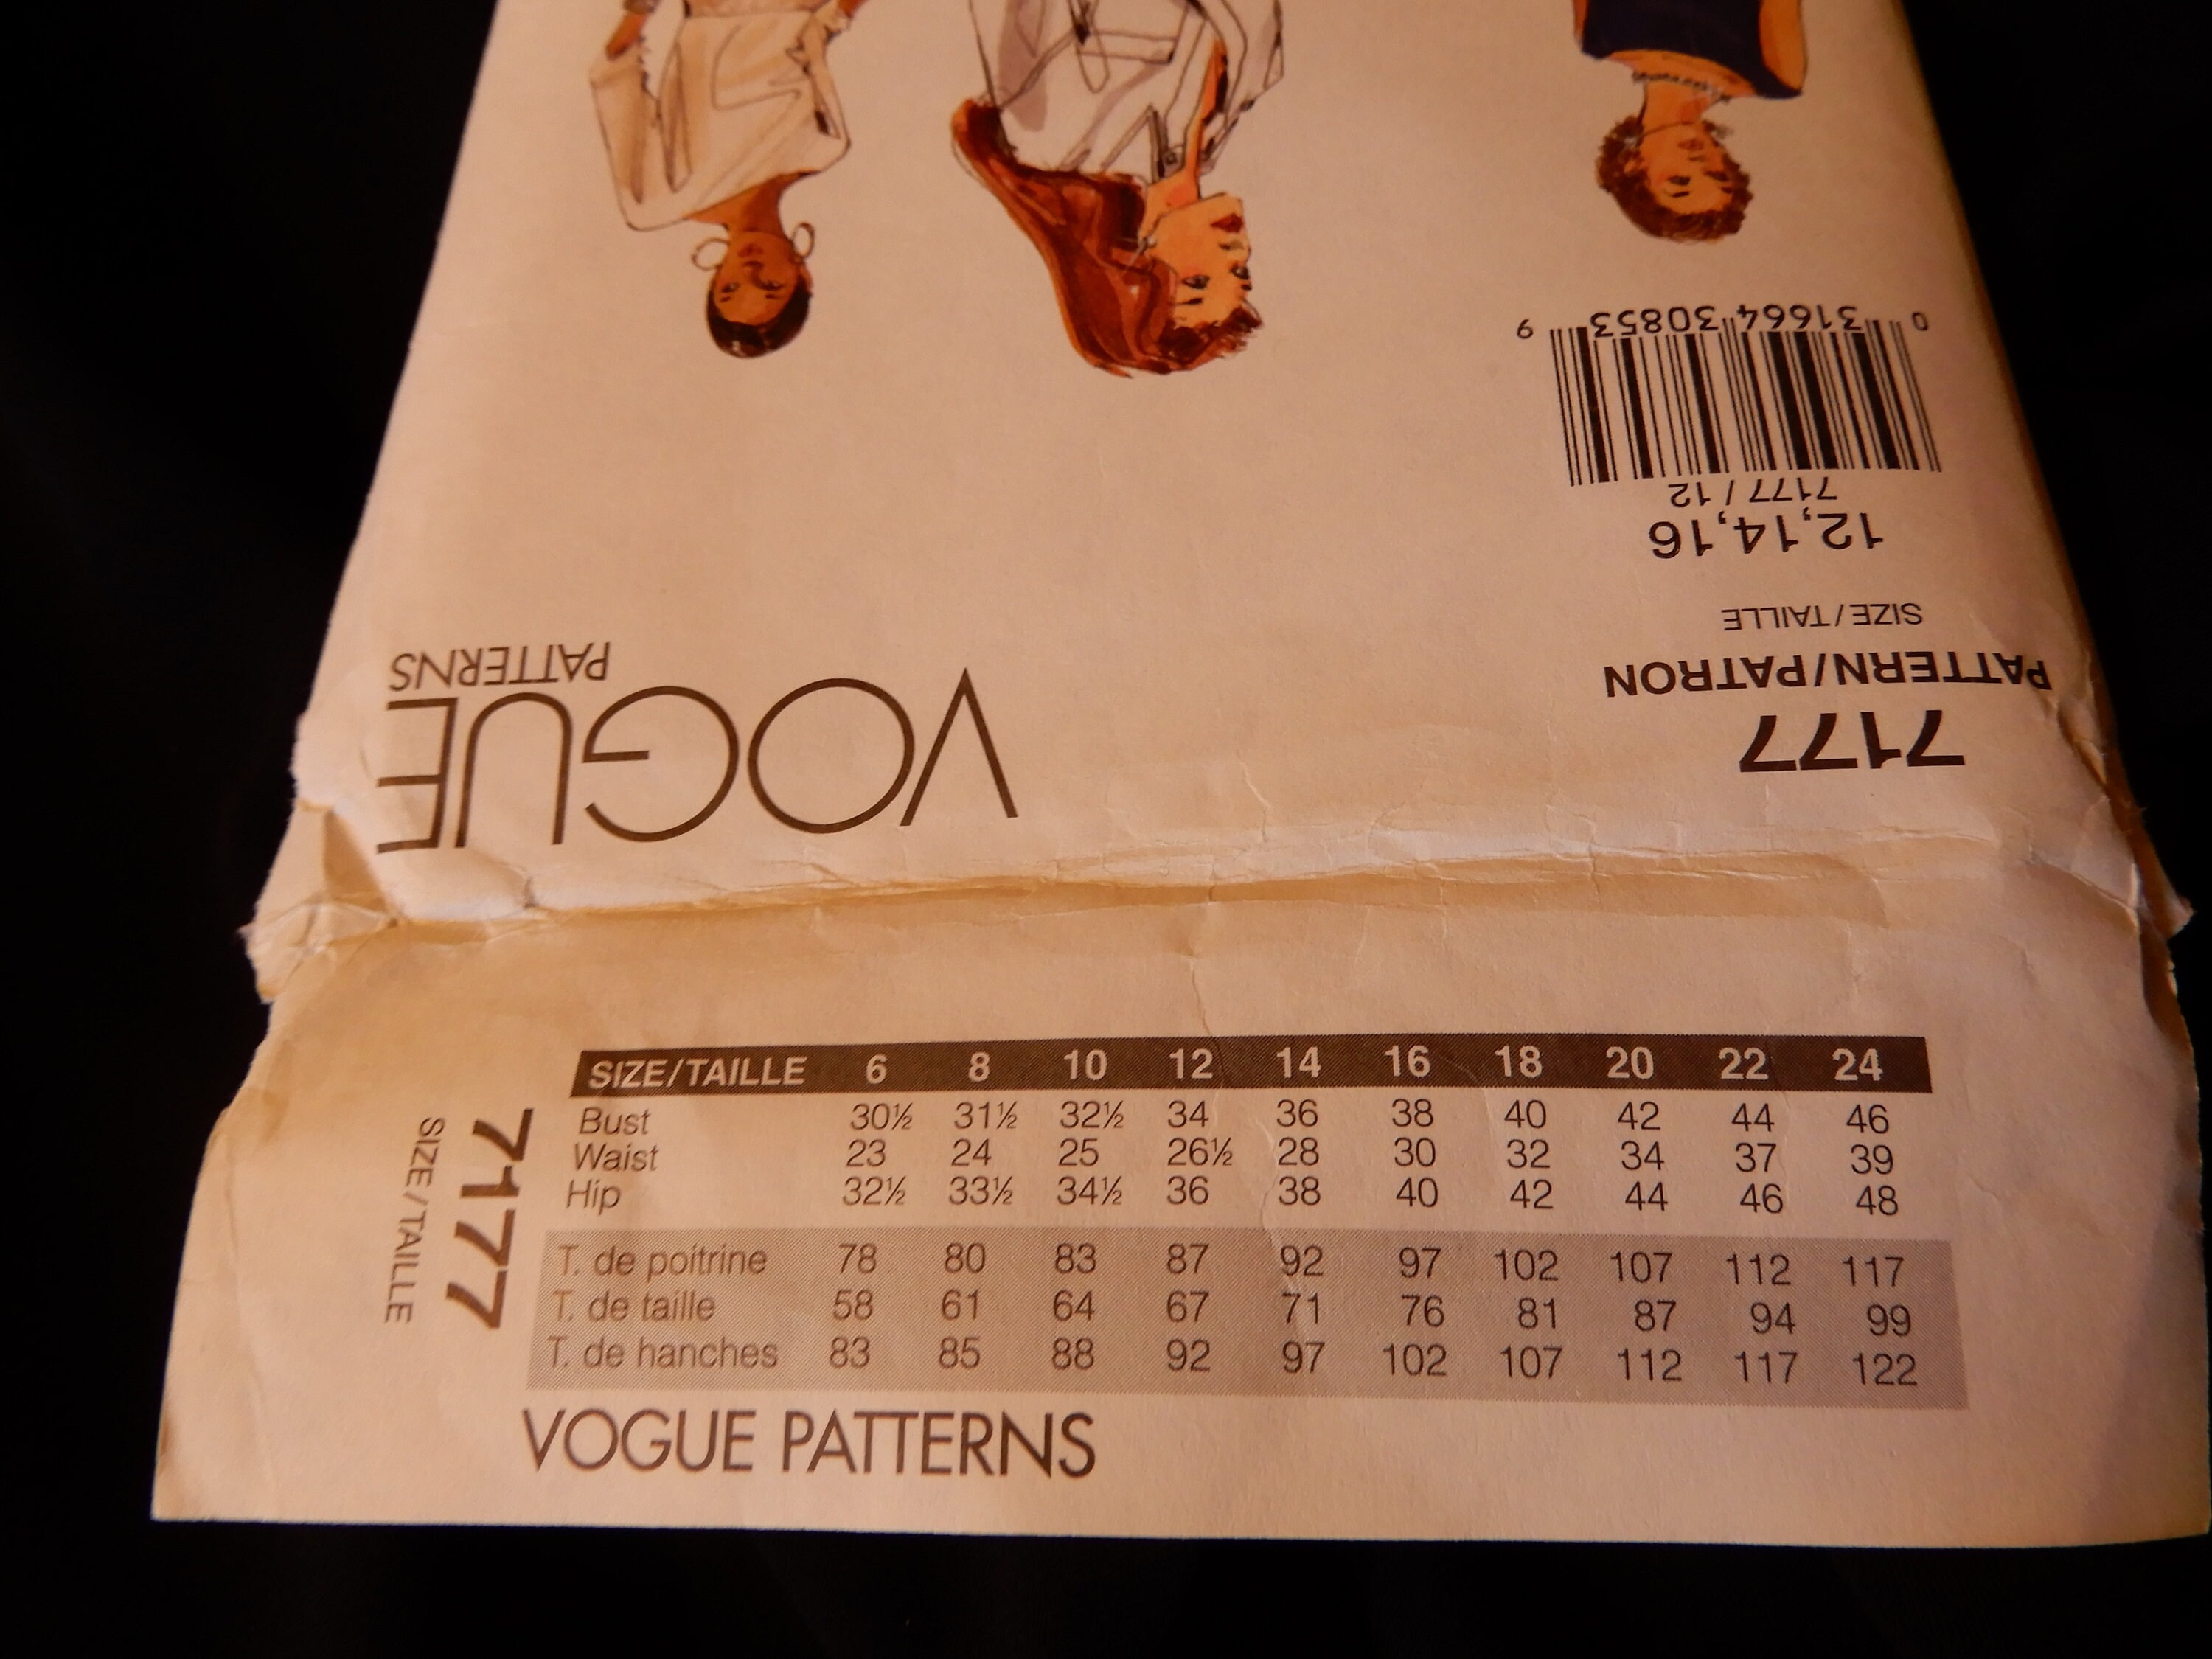 7177
PATTERN/PATRON
SIZE/TAILLE
12,14,16
7177 / 12
0 31664 30853 9
VOGUE
PATTERNS
7177
SIZE/TAILLE
SIZE/TAILLE 6 8 10 12 14 16 18 20 22 24
Bust 30½ 31½ 32½ 34 36 38 40 42 44 46
Waist 23 24 25 26½ 28 30 32 34 37 39
Hip 32½ 33½ 34½ 36 38 40 42 44 46 48
T. de poitrine 78 80 83 87 92 97 102 107 112 117
T. de taille 58 61 64 67 71 76 81 87 94 99
T. de hanches 83 85 88 92 97 102 107 112 117 122
VOGUE PATTERNS